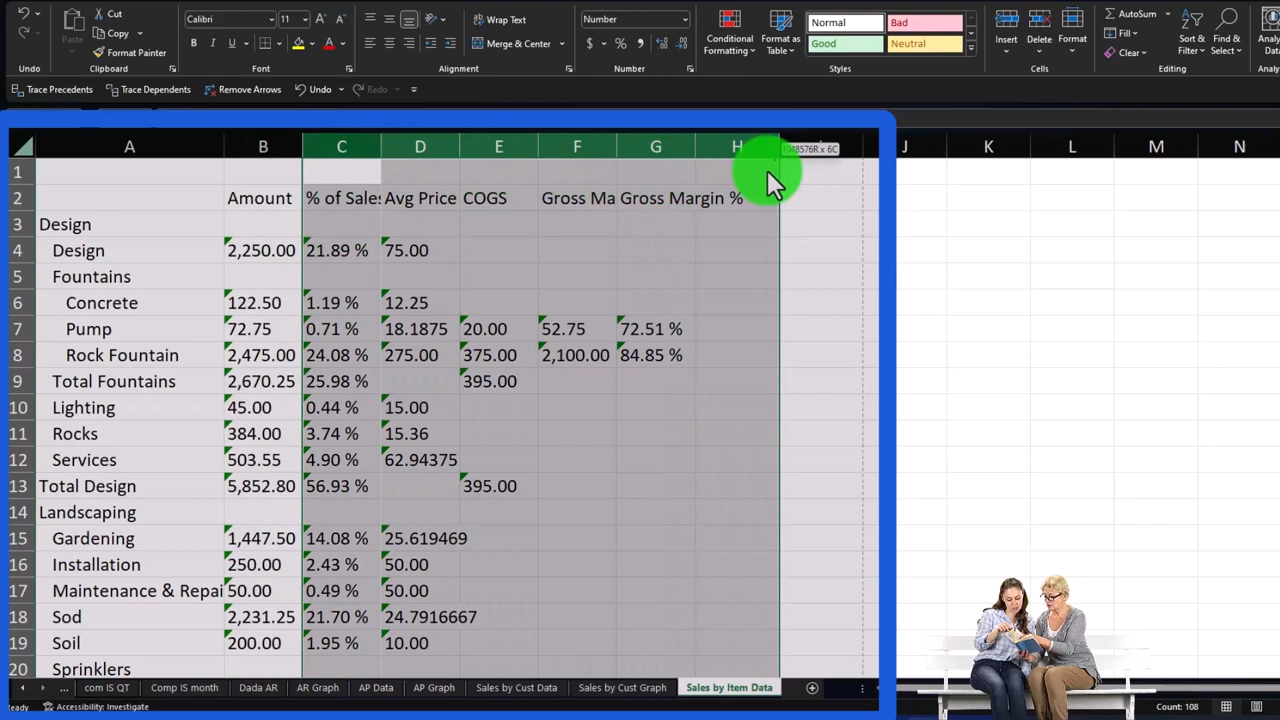 Cut
Calibri
11
Wrap Text
Number
Normal
Bad
AutoSum
Paste
Copy
Conditional
Formatting
Format as
Table
Insert
Delete
Format
Fill
Sort
Filter
Find &
Select
Format Painter
Merge & Center
Good
Neutral
Clear
Undo
Clipboard
Font
Alignment
Number
Styles
Cells
Editing
Trace Precedents
Trace Dependents
Remove Arrows
Undo
Redo
A B C D E F G H J K L M N
1048576R x 6C
1
2 Amount % of Sales Avg Price COGS Gross Ma Gross Margin %
3 Design
4 Design 2,250.00 21.89 % 75.00
5 Fountains
6 Concrete 122.50 1.19 % 12.25
7 Pump 72.75 0.71 % 18.1875 20.00 52.75 72.51 %
8 Rock Fountain 2,475.00 24.08 % 275.00 375.00 2,100.00 84.85 %
9 Total Fountains 2,670.25 25.98 % 395.00
10 Lighting 45.00 0.44 % 15.00
11 Rocks 384.00 3.74 % 15.36
12 Services 503.55 4.90 % 62.94375
13 Total Design 5,852.80 56.93 % 395.00
14 Landscaping
15 Gardening 1,447.50 14.08 % 25.619469
16 Installation 250.00 2.43 % 50.00
17 Maintenance & Repai 50.00 0.49 % 50.00
18 Sod 2,231.25 21.70 % 24.7916667
19 Soil 200.00 1.95 % 10.00
20 Sprinklers
... com IS QT Comp IS month Dada AR AR Graph AP Data AP Graph Sales by Cust Data Sales by Cust Graph Sales by Item Data
Accessibility: Investigate
Count: 108